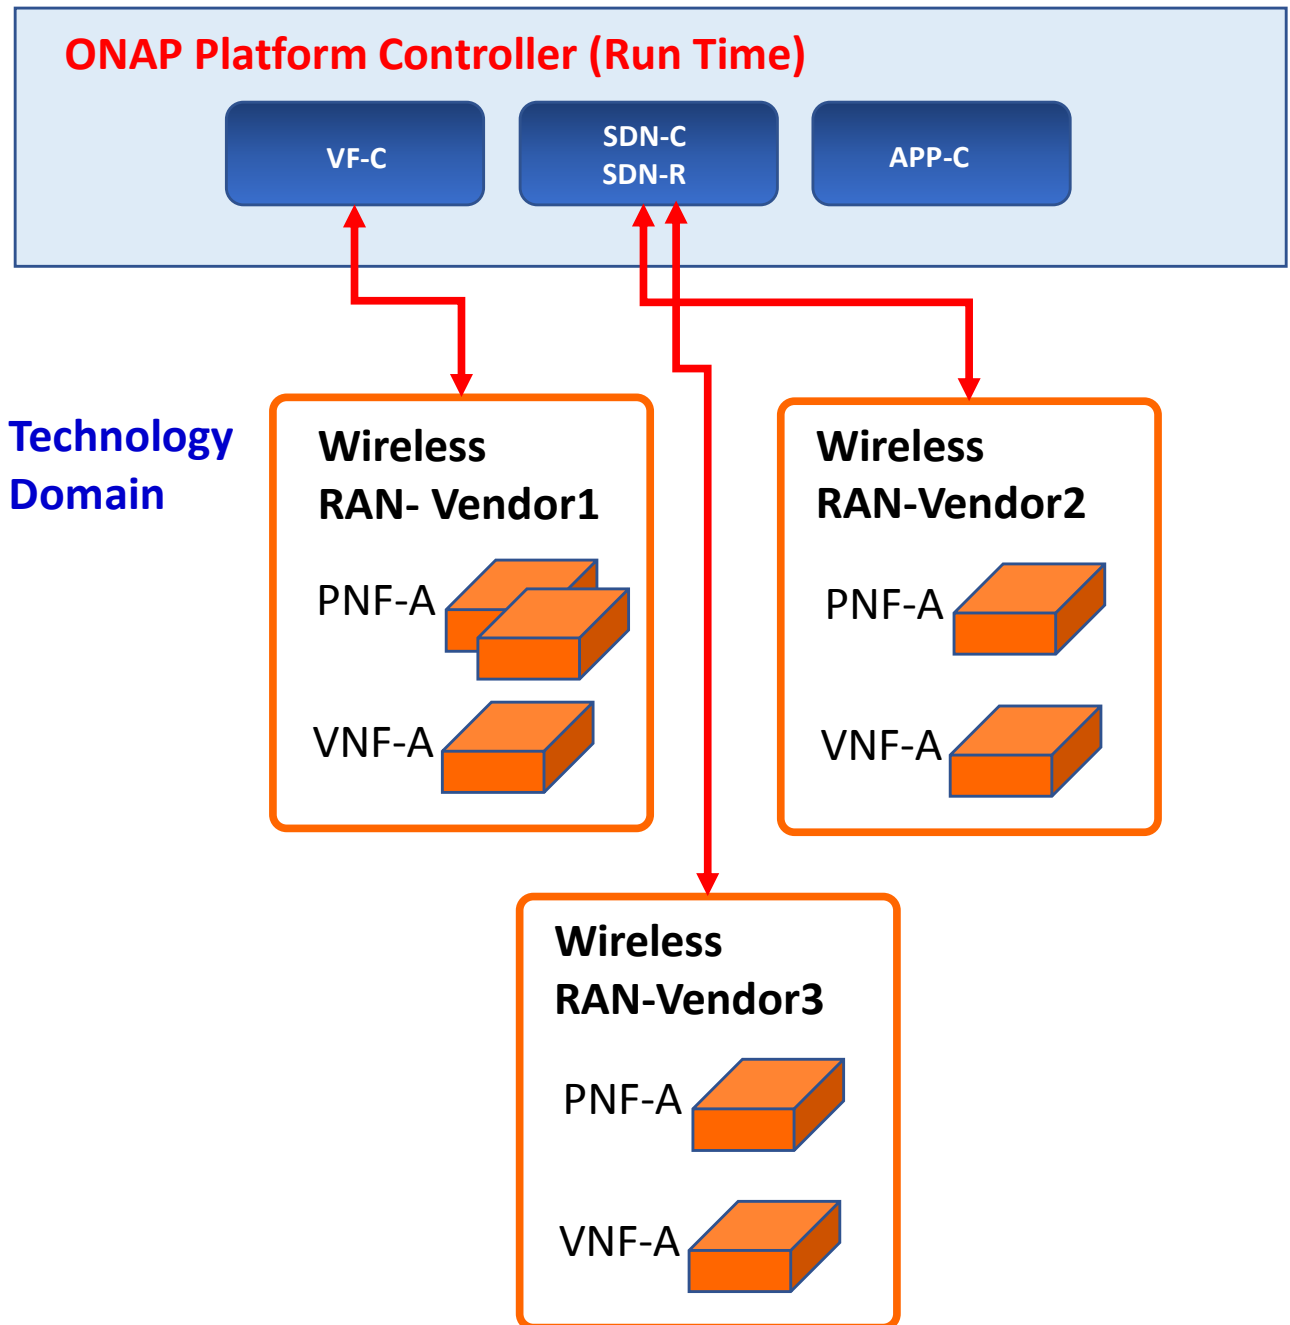 ONAP Platform Controller (Run Time)
VF-C
SDN-C
SDN-R
APP-C
Technology
Domain
Wireless
RAN- Vendor1
PNF-A
VNF-A
Wireless
RAN-Vendor2
PNF-A
VNF-A
Wireless
RAN-Vendor3
PNF-A
VNF-A